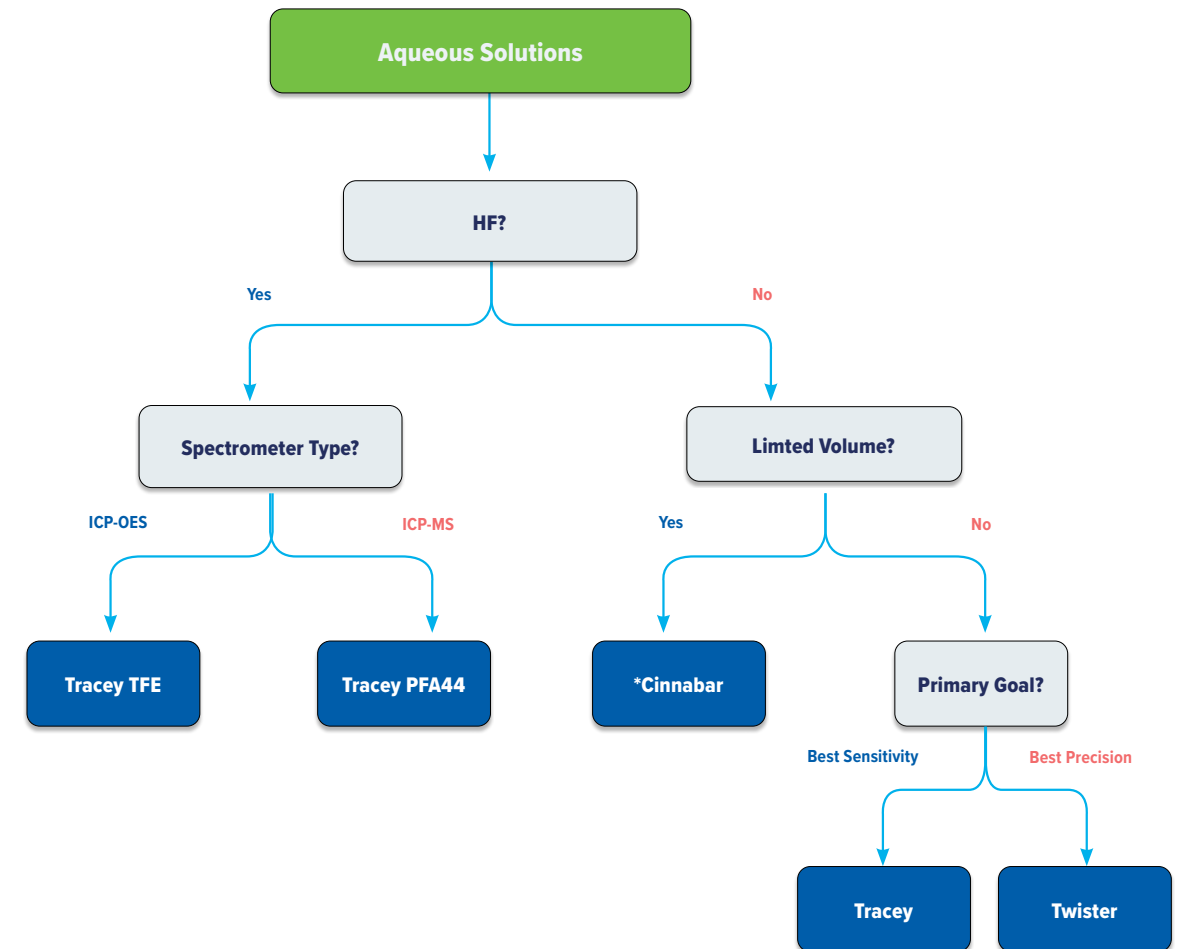 Aqueous Solutions
HF?
Yes
No
Spectrometer Type?
Limted Volume?
ICP-OES
ICP-MS
Yes
No
Tracey TFE
Tracey PFA44
*Cinnabar
Primary Goal?
Best Sensitivity
Best Precision
Tracey
Twister